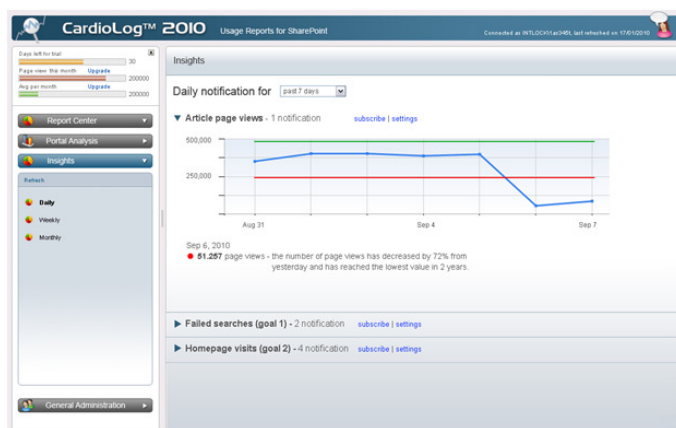 CardioLog™ 2010 Usage Reports for SharePoint
last refreshed on 17/01/2010
Days left for trial
30
Page view this month Upgrade
200000
Avg per month Upgrade
200000
Report Center
Portal Analysis
Insights
Refresh
Daily
Weekly
Monthly
General Administration
Insights
Daily notification for past 7 days
Article page views - 1 notification subscribe | settings
500,000
250,000
Aug 31 Sep 4 Sep 7
Sep 6, 2010
51.257 page views - the number of page views has decreased by 72% from
yesterday and has reached the lowest value in 2 years.
Failed searches (goal 1) - 2 notification subscribe | settings
Homepage visits (goal 2) - 4 notification subscribe | settings